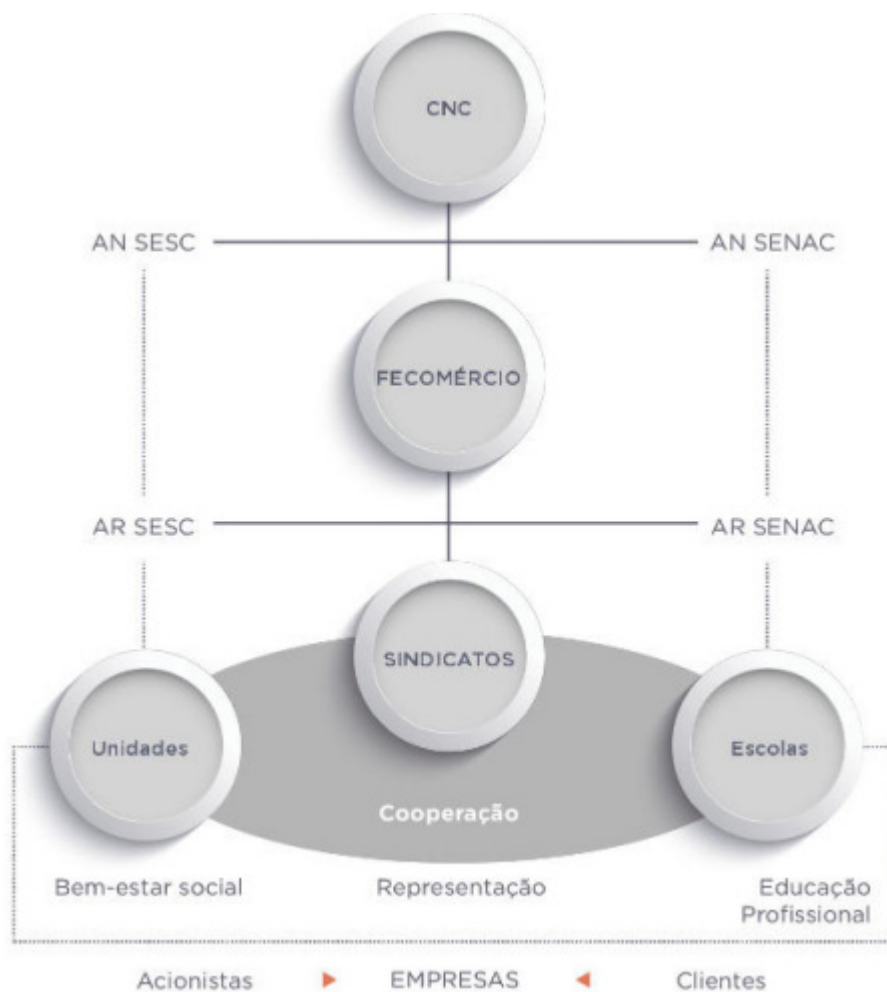 CNC
AN SESC
AN SENAC
FECOMÉRCIO
AR SESC
AR SENAC
SINDICATOS
Unidades
Escolas
Cooperação
Bem-estar social
Representação
Educação
Profissional
Acionistas
EMPRESAS
Clientes